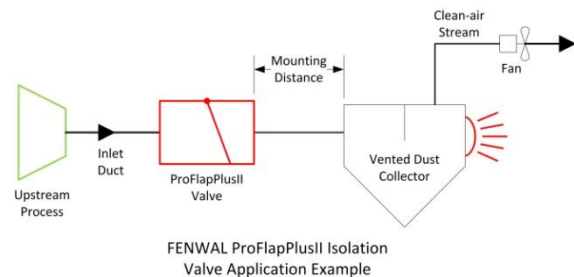 Clean-air
Stream
Fan
Mounting
Distance
Inlet
Duct
Upstream
Process
ProFlapPlusII
Valve
Vented Dust
Collector
FENWAL ProFlapPlusII Isolation
Valve Application Example